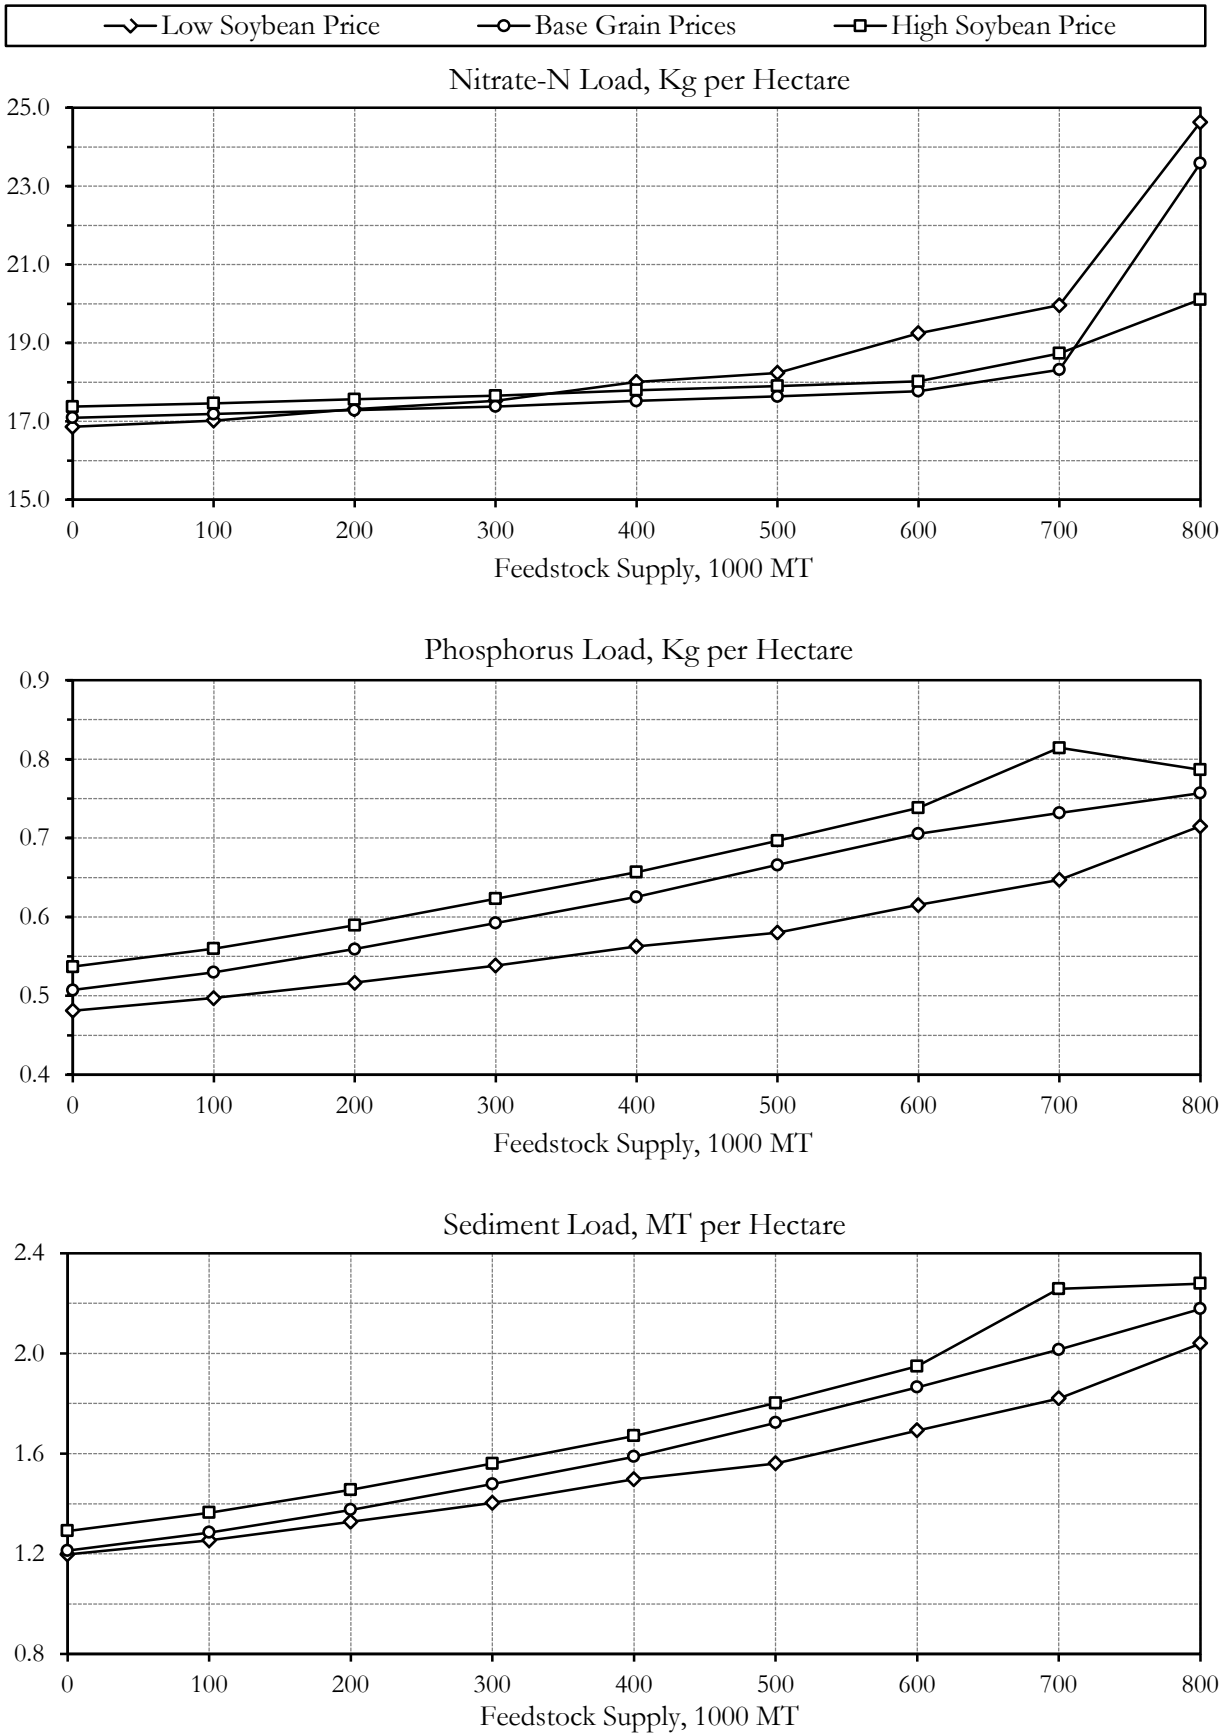 Low Soybean Price Base Grain Prices High Soybean Price
Nitrate-N Load, Kg per Hectare
25.0
23.0
21.0
19.0
17.0
15.0
0 100 200 300 400 500 600 700 800
Feedstock Supply, 1000 MT
Phosphorus Load, Kg per Hectare
0.9
0.8
0.7
0.6
0.5
0.4
0 100 200 300 400 500 600 700 800
Feedstock Supply, 1000 MT
Sediment Load, MT per Hectare
2.4
2.0
1.6
1.2
0.8
0 100 200 300 400 500 600 700 800
Feedstock Supply, 1000 MT